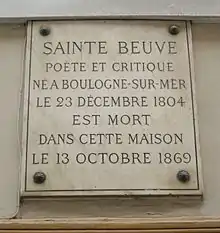 SAINTE BEUVE
POÈTE ET CRITIQUE
NÉ A BOULOGNE-SUR-MER
LE 23 DÉCEMBRE 1804
EST MORT
DANS CETTE MAISON
LE 13 OCTOBRE 1869